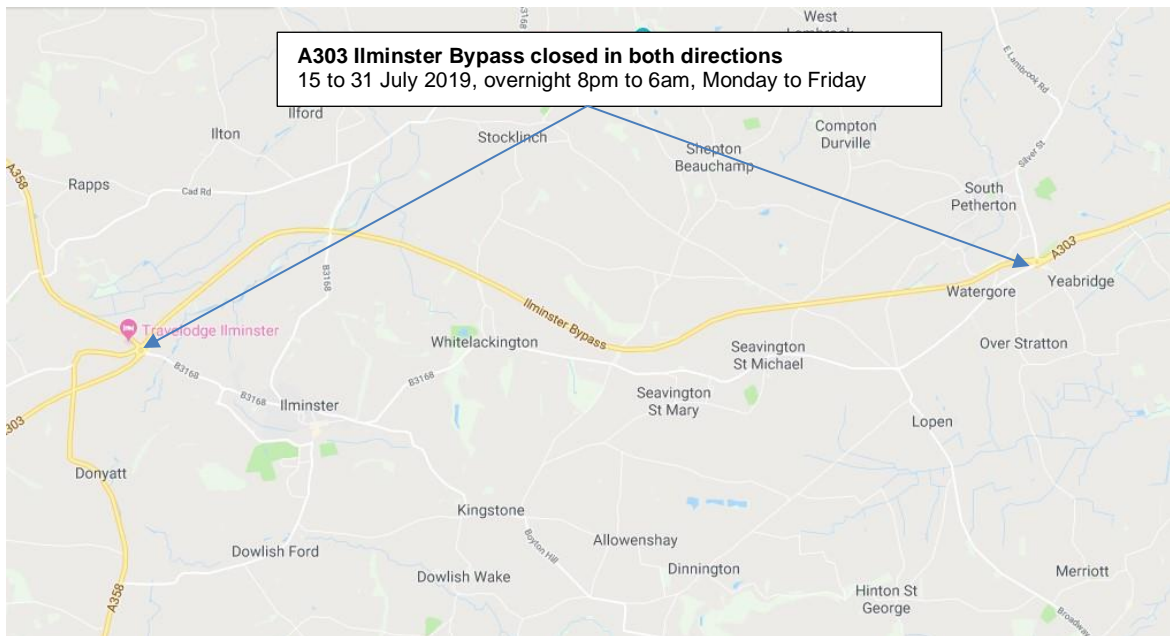 B3168
West
A303 Ilminster Bypass closed in both directions
15 to 31 July 2019, overnight 8pm to 6am, Monday to Friday
E Lambrook Rd
Ilford
Ilton
Stocklinch
Compton
Durville
Shepton
Beauchamp
Silver St
A358
Rapps
Cad Rd
South
Petherton
A303
B3168
Watergore
Yeabridge
Ilminster Bypass
Travelodge Ilminster
Whitelackington
Seavington
St Michael
Over Stratton
B3168
B3168
B3168
Seavington
St Mary
Ilminster
Lopen
Donyatt
Kingstone
Boyton Hill
Allowenshay
Dowlish Ford
Dowlish Wake
Dinnington
Merriott
Hinton St
George
A358
Broadway